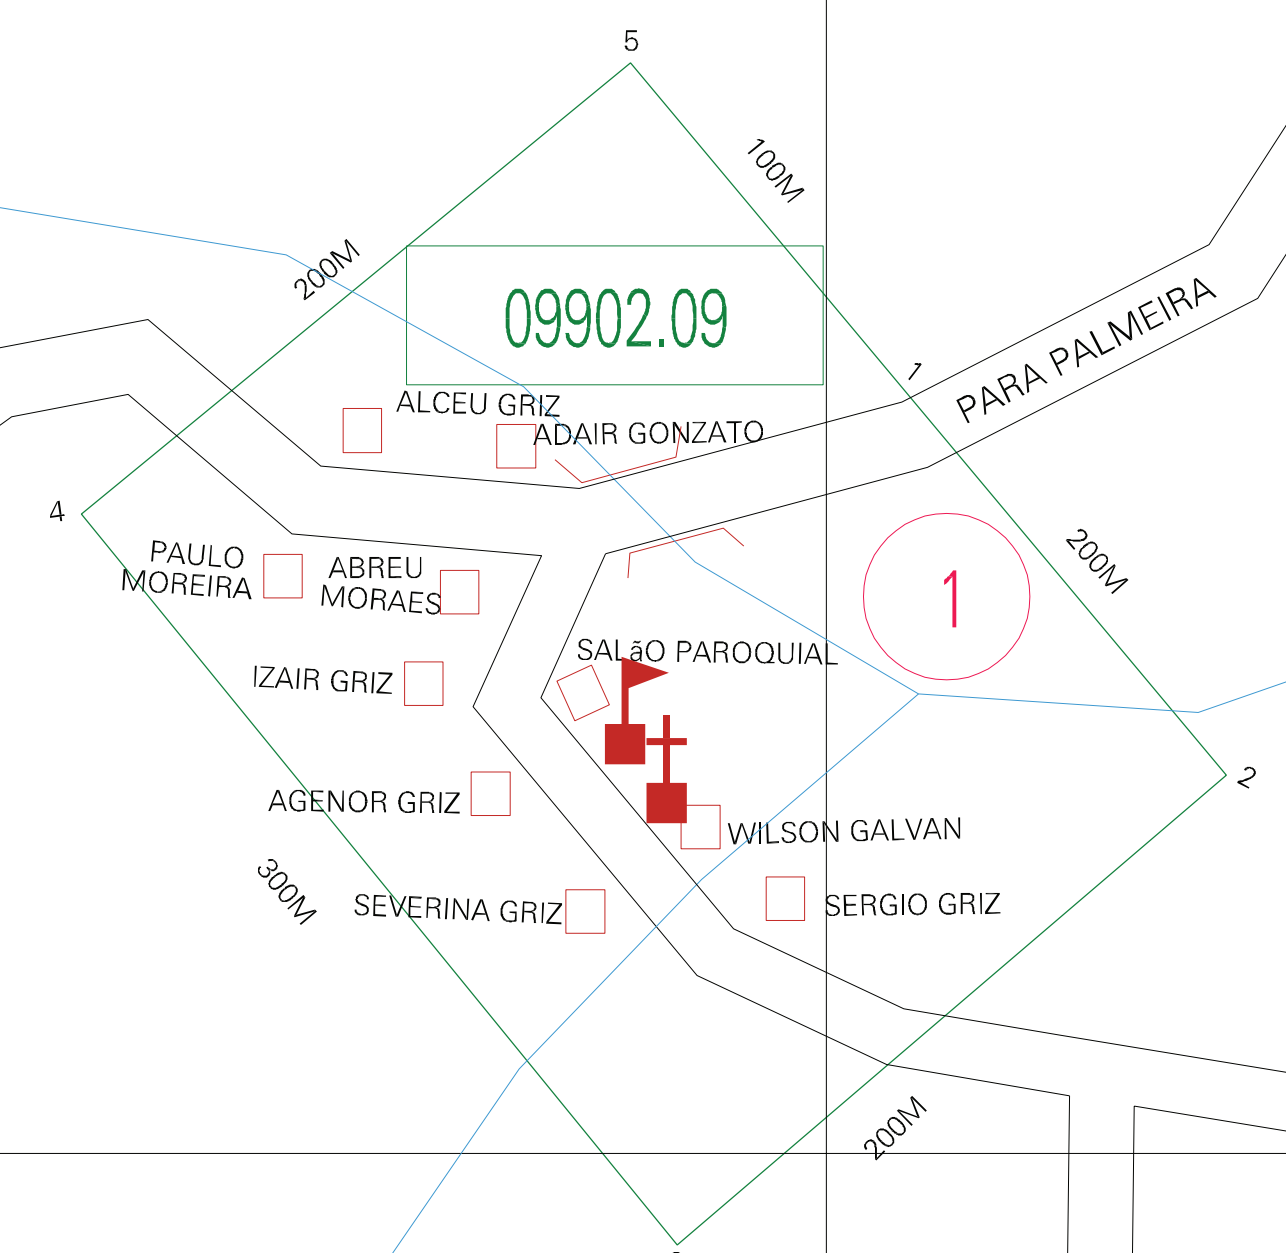 5
100M
200M
09902.09
1
PARA PALMEIRA
ALCEU GRIZ
ADAIR GONZATO
4
PAULO
MOREIRA
ABREU
MORAES
200M
1
SALãO PAROQUIAL
IZAIR GRIZ
2
AGENOR GRIZ
WILSON GALVAN
300M
SEVERINA GRIZ
SERGIO GRIZ
200M